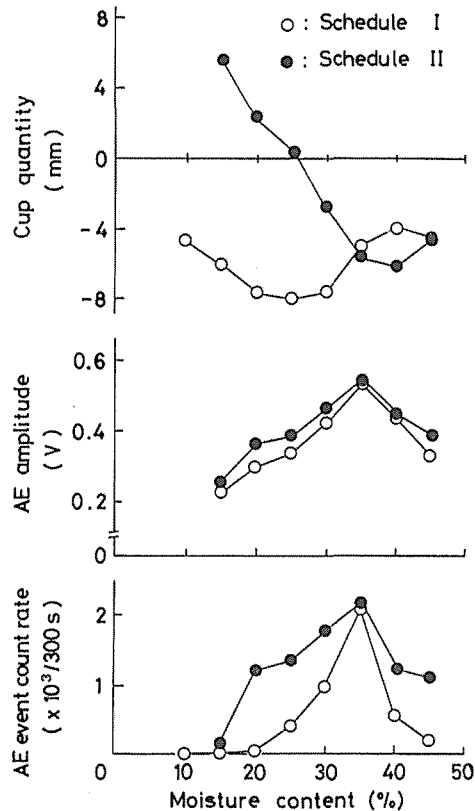 ○ : Schedule I
● : Schedule II
8
4
0
-4
-8
Cup quantity
(mm)
0.6
0.4
0.2
0
AE amplitude
(V)
2
1
0
AE event count rate
(x 10³/300 s)
10 20 30 40 50
Moisture content (%)